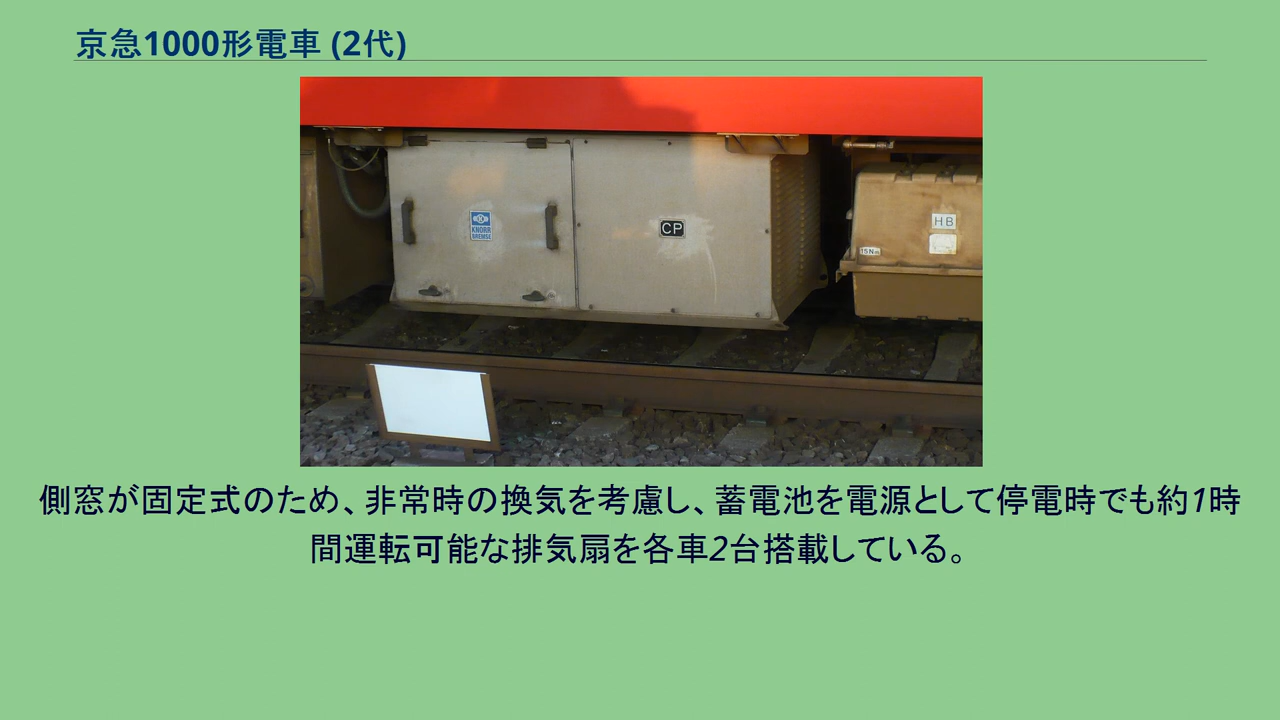 京急1000形電車 (2代)
KNORR
BREMSE
CP
HB
15Nm
側窓が固定式のため、非常時の換気を考慮し、蓄電池を電源として停電時でも約1時
間運転可能な排気扇を各車2台搭載している。